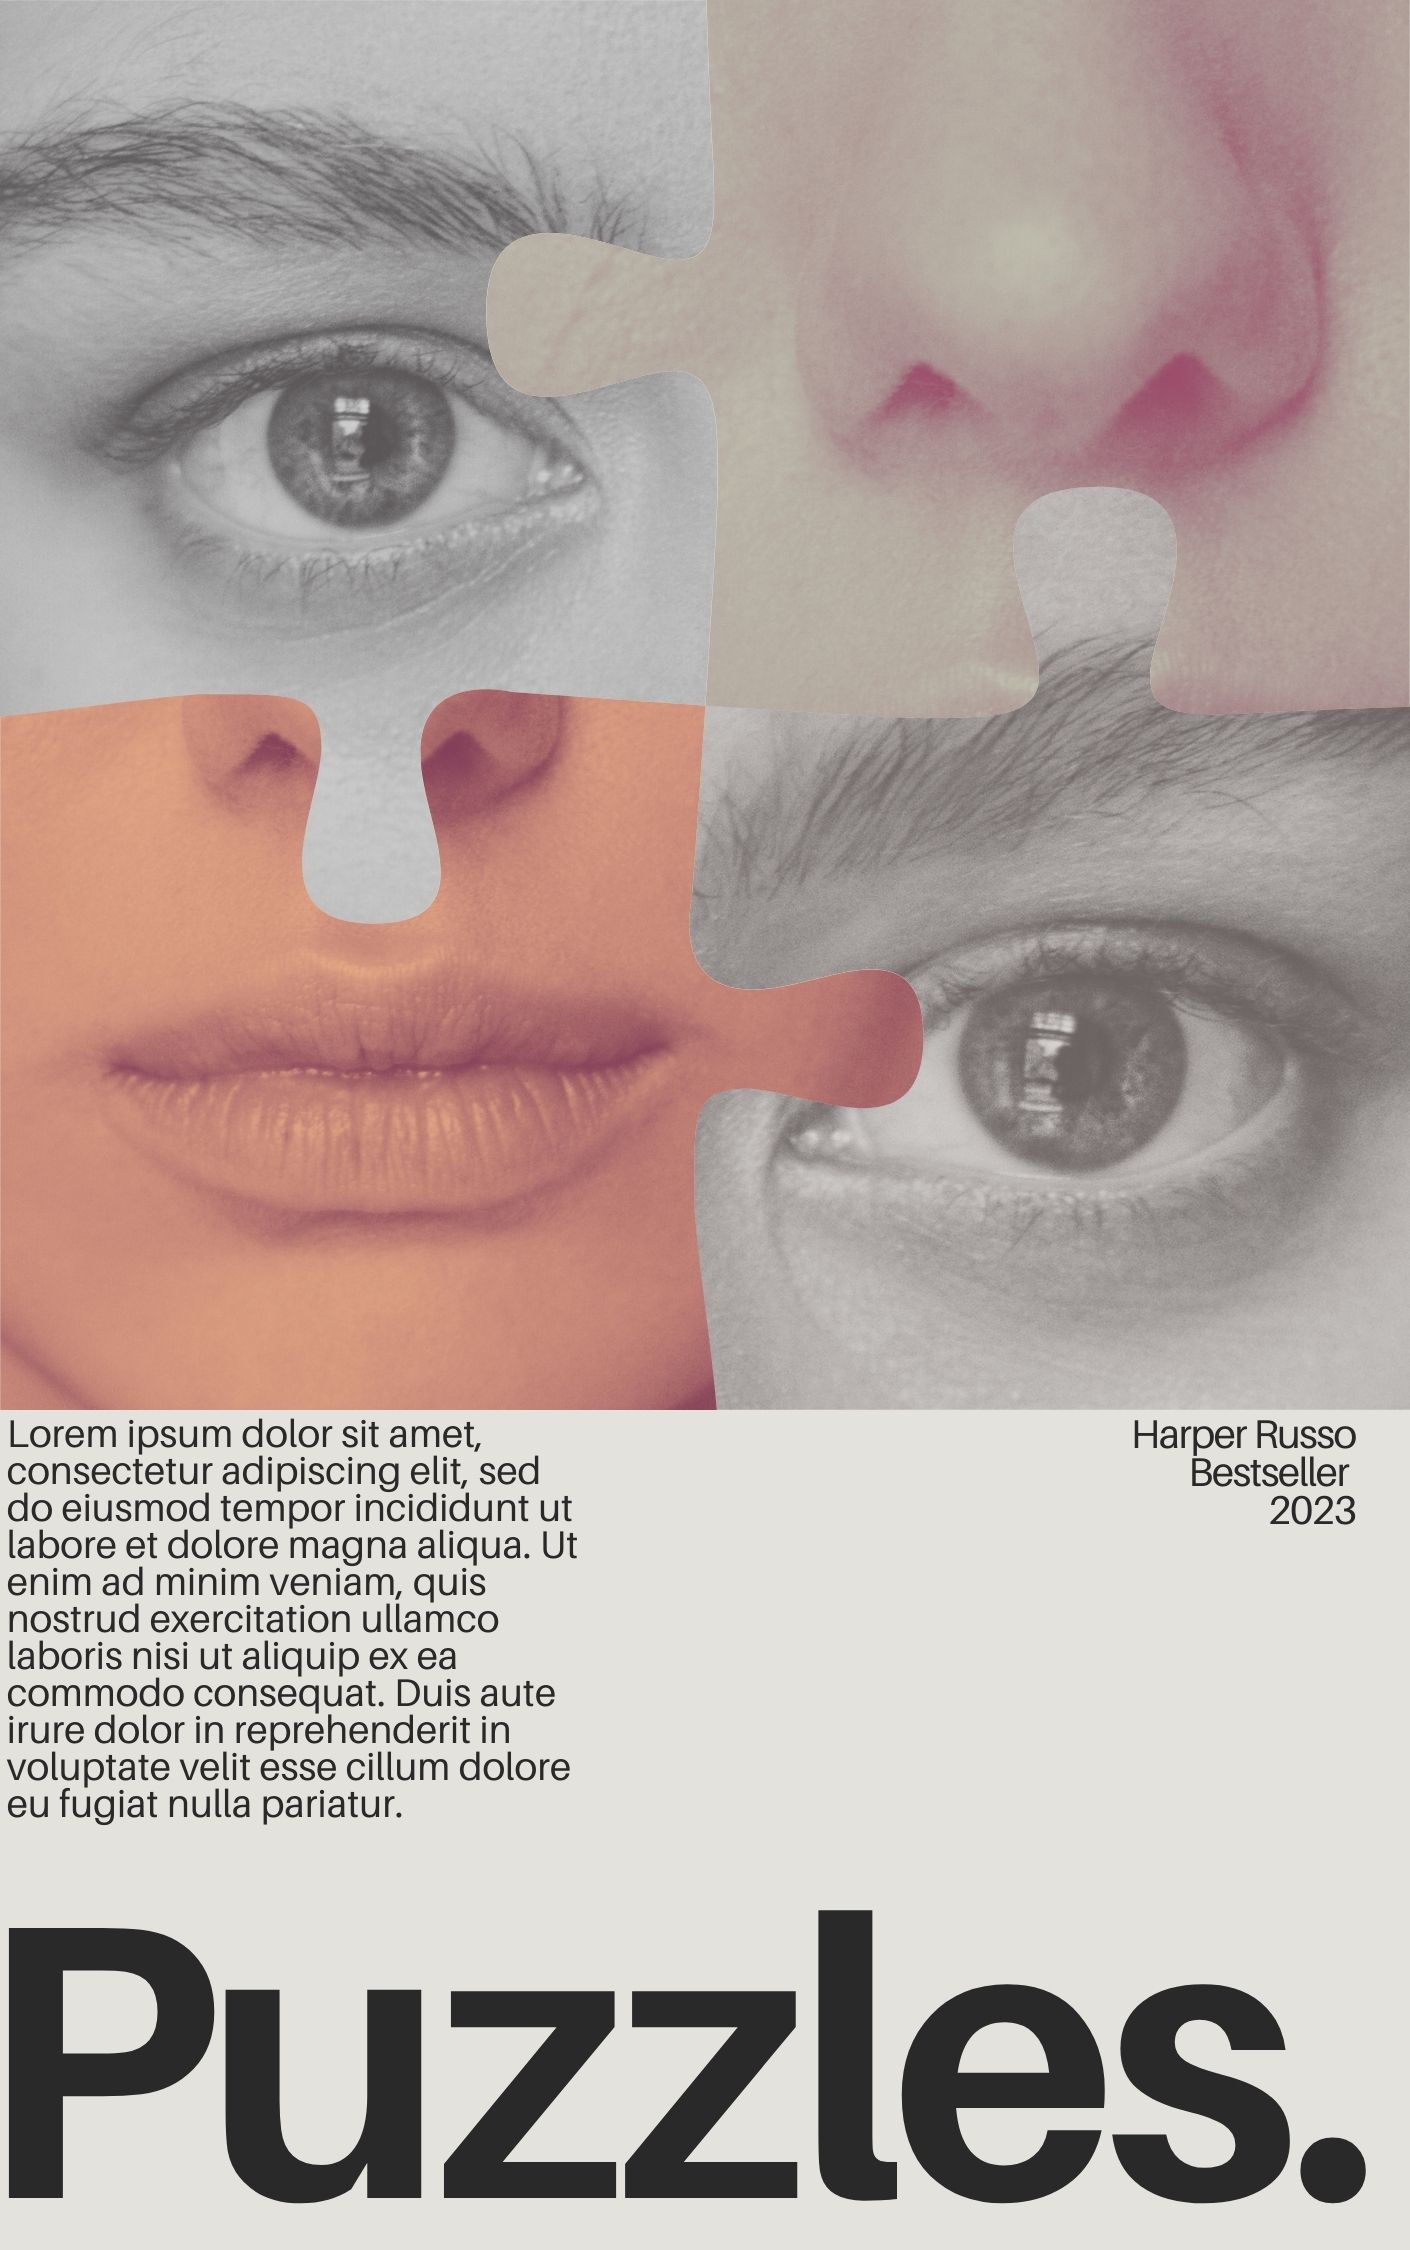 Lorem ipsum dolor sit amet,
consectetur adipiscing elit, sed
do eiusmod tempor incididunt ut
labore et dolore magna aliqua. Ut
enim ad minim veniam, quis
nostrud exercitation ullamco
laboris nisi ut aliquip ex ea
commodo consequat. Duis aute
irure dolor in reprehenderit in
voluptate velit esse cillum dolore
eu fugiat nulla pariatur.
Harper Russo
Bestseller
2023
Puzzles.